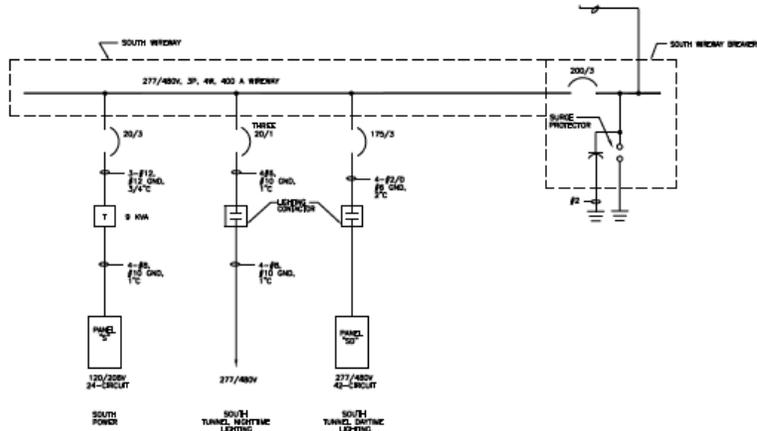 SOUTH WIREWAY
SOUTH WIREWAY BREAKER
277/480V, 3P, 4W, 400 A WIREWAY
200/3
SURGE
PROTECTOR
20/3
THREE
20/1
175/3
3-#12,
#12 GND,
3/4"C
4#8,
#10 GND,
1"C
4-#2/0
#6 GND,
2"C
T
9 KVA
LIGHTING
CONTACTOR
#2
4-#8,
#10 GND,
1"C
4-#8,
#10 GND,
1"C
PANEL
"S"
PANEL
"SD"
120/208V
24-CIRCUIT
277/480V
277/480V
42-CIRCUIT
SOUTH
POWER
SOUTH
TUNNEL NIGHTTIME
LIGHTING
SOUTH
TUNNEL DAYTIME
LIGHTING